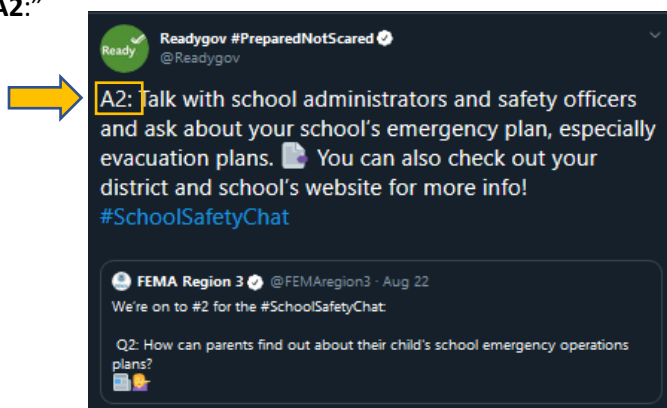 A2:"
Ready
Readygov #PreparedNotScared
@Readygov
A2: Talk with school administrators and safety officers
and ask about your school's emergency plan, especially
evacuation plans. You can also check out your
district and school's website for more info!
#SchoolSafetyChat
FEMA Region 3 @FEMAregion3 · Aug 22
We're on to #2 for the #SchoolSafetyChat:
Q2: How can parents find out about their child's school emergency operations
plans?